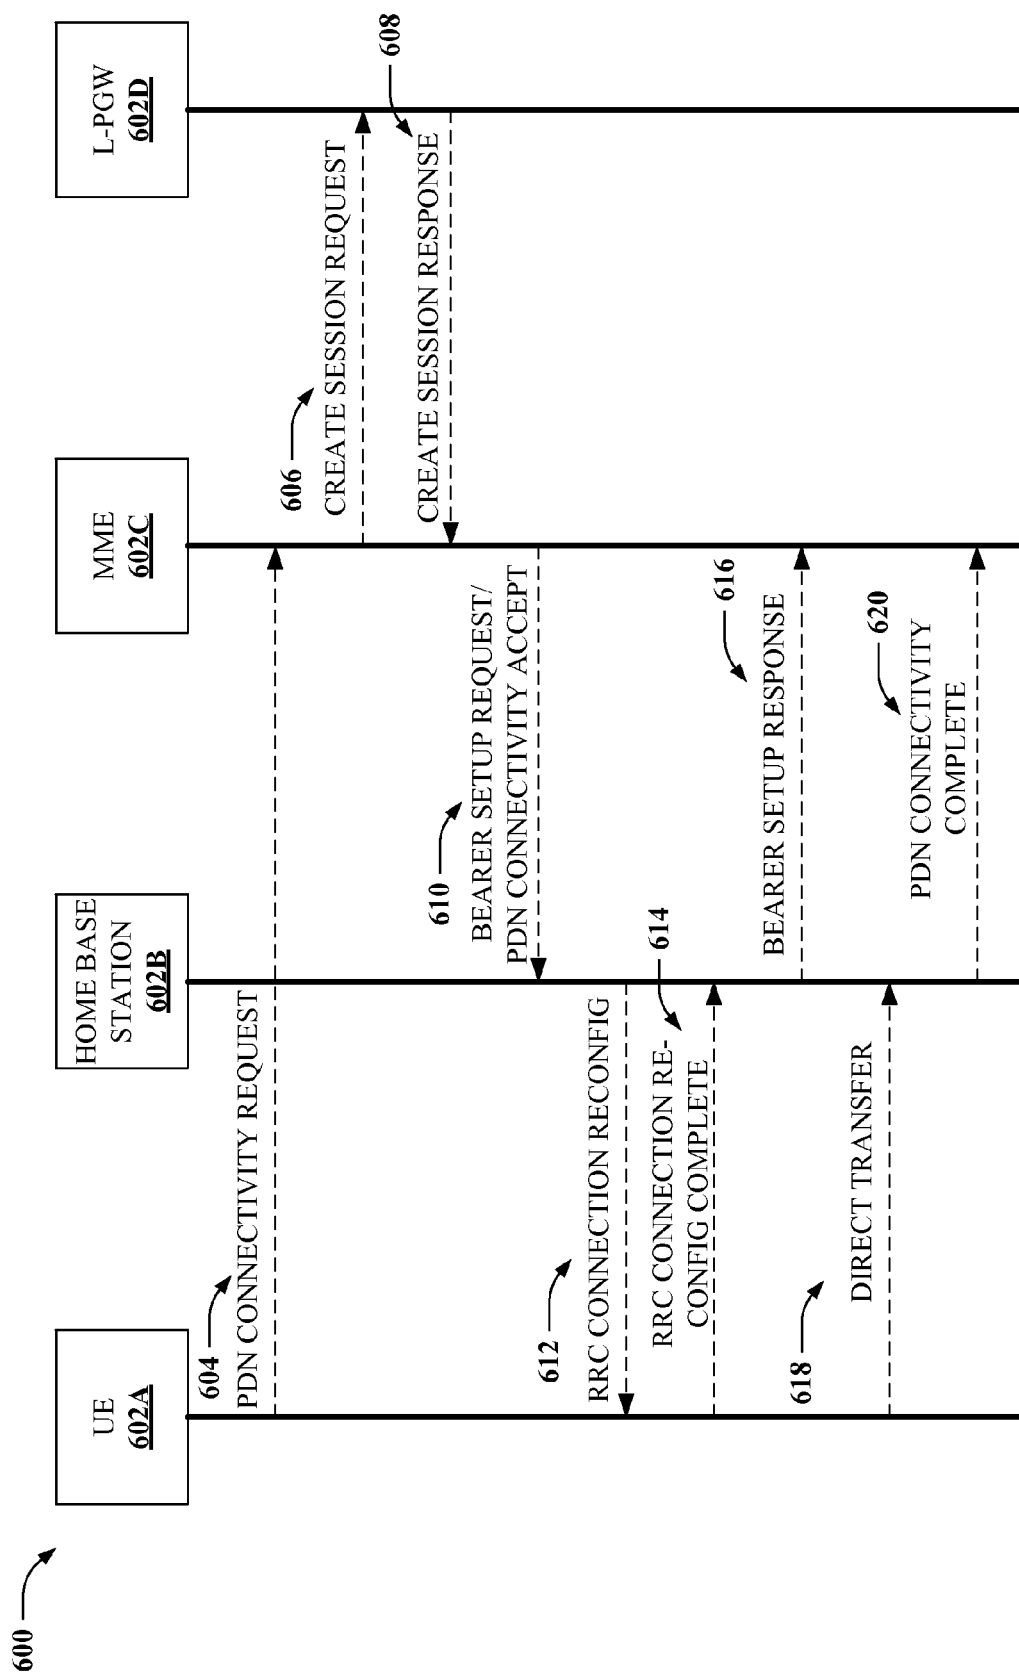 600
UE
602A
HOME BASE
STATION
602B
MME
602C
L-PGW
602D
604
PDN CONNECTIVITY REQUEST
606
CREATE SESSION REQUEST
608
CREATE SESSION RESPONSE
610
BEARER SETUP REQUEST/
PDN CONNECTIVITY ACCEPT
612
RRC CONNECTION RECONFIG
614
RRC CONNECTION RE-
CONFIG COMPLETE
616
BEARER SETUP RESPONSE
618
DIRECT TRANSFER
620
PDN CONNECTIVITY
COMPLETE